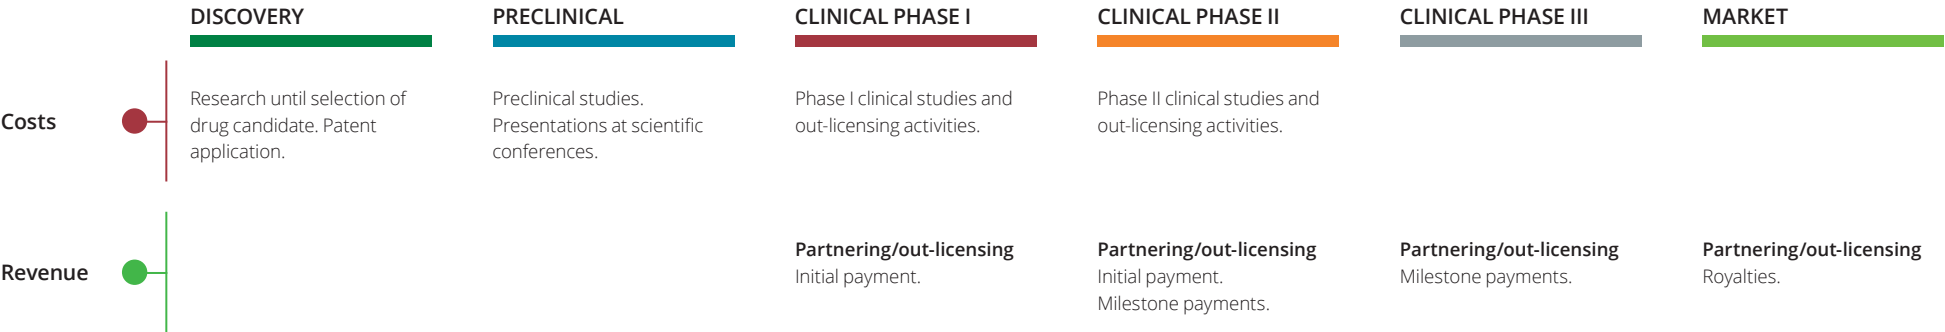 DISCOVERY
PRECLINICAL
CLINICAL PHASE I
CLINICAL PHASE II
CLINICAL PHASE III
MARKET
Costs
Research until selection of
drug candidate. Patent
application.
Preclinical studies.
Presentations at scientific
conferences.
Phase I clinical studies and
out-licensing activities.
Phase II clinical studies and
out-licensing activities.
Revenue
Partnering/out-licensing
Initial payment.
Partnering/out-licensing
Initial payment.
Milestone payments.
Partnering/out-licensing
Milestone payments.
Partnering/out-licensing
Royalties.